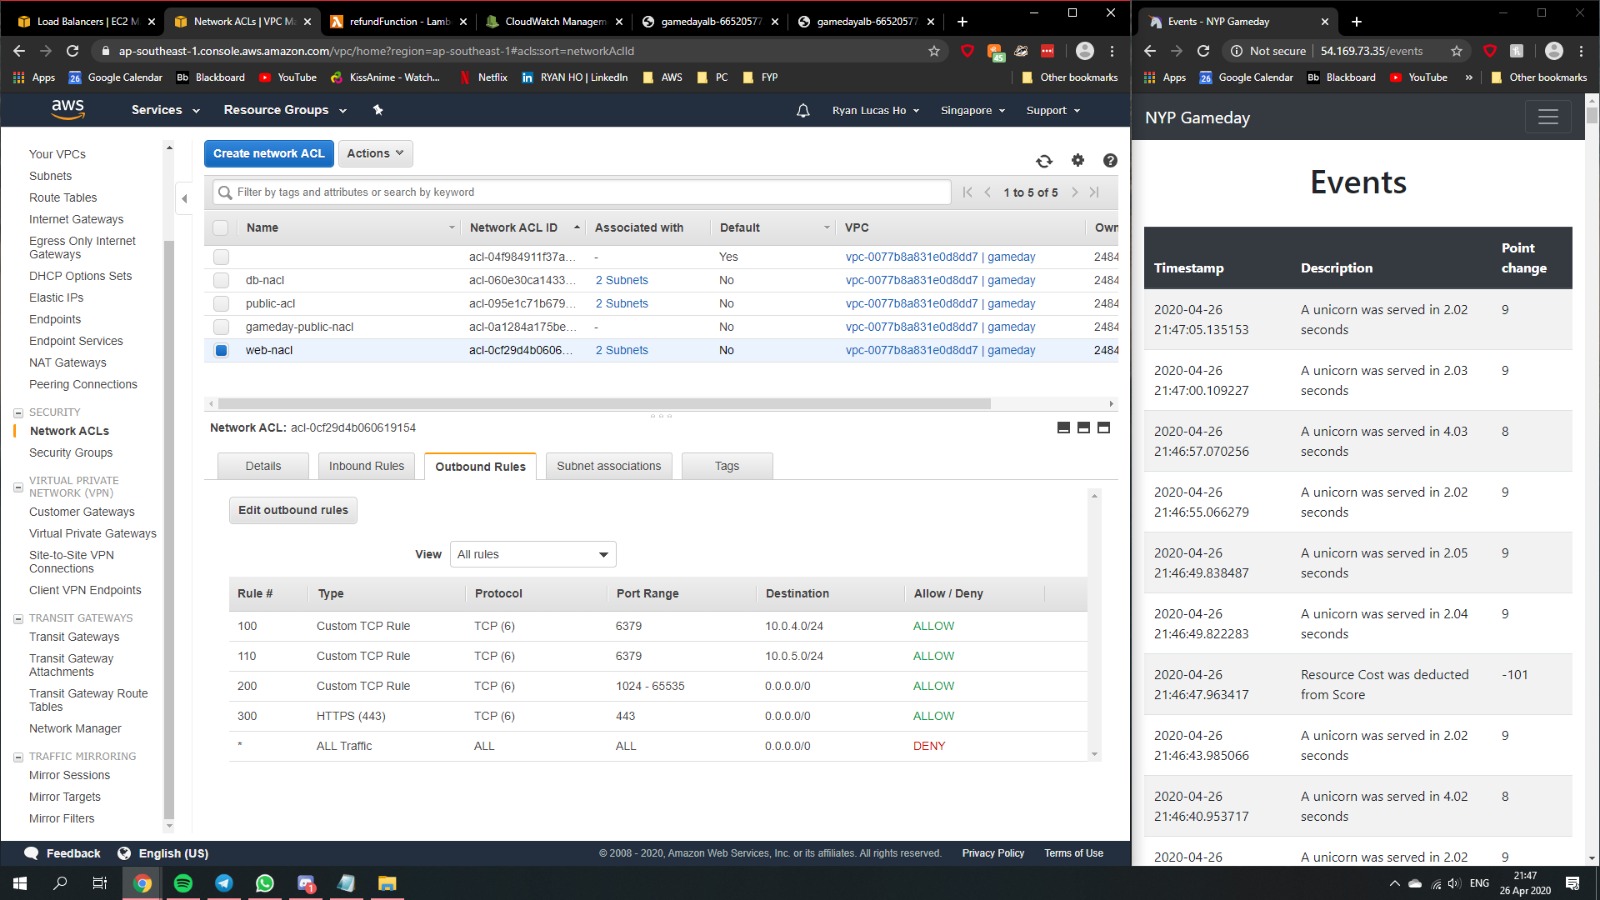 Load Balancers | EC2 M
Network ACLs | VPC M
refundFunction - Lamb
CloudWatch Managem
gamedayalb-66520577
gamedayalb-66520577
ap-southeast-1.console.aws.amazon.com/vpc/home?region=ap-southeast-1#acls:sort=networkAclId
45
Apps
26 Google Calendar
Bb Blackboard
YouTube
KissAnime - Watch...
N Netflix
in RYAN HO | LinkedIn
AWS
PC
FYP
Other bookmarks
aws
Services
Resource Groups
Ryan Lucas Ho
Singapore
Support
Your VPCs
Subnets
Route Tables
Internet Gateways
Egress Only Internet
Gateways
DHCP Options Sets
Elastic IPs
Endpoints
Endpoint Services
NAT Gateways
Peering Connections
SECURITY
Network ACLs
Security Groups
VIRTUAL PRIVATE
NETWORK (VPN)
Customer Gateways
Virtual Private Gateways
Site-to-Site VPN
Connections
Client VPN Endpoints
TRANSIT GATEWAYS
Transit Gateways
Transit Gateway
Attachments
Transit Gateway Route
Tables
Network Manager
TRAFFIC MIRRORING
Mirror Sessions
Mirror Targets
Mirror Filters
Create network ACL
Actions
Filter by tags and attributes or search by keyword
1 to 5 of 5
Name Network ACL ID Associated with Default VPC Own
acl-04f984911f37a... - Yes vpc-0077b8a831e0d8dd7 | gameday 2484
db-nacl acl-060e30ca1433... 2 Subnets No vpc-0077b8a831e0d8dd7 | gameday 2484
public-acl acl-095e1c71b679... 2 Subnets No vpc-0077b8a831e0d8dd7 | gameday 2484
gameday-public-nacl acl-0a1284a175be... - No vpc-0077b8a831e0d8dd7 | gameday 2484
web-nacl acl-0cf29d4b0606... 2 Subnets No vpc-0077b8a831e0d8dd7 | gameday 2484
Network ACL: acl-0cf29d4b060619154
Details
Inbound Rules
Outbound Rules
Subnet associations
Tags
Edit outbound rules
View All rules
Rule # Type Protocol Port Range Destination Allow / Deny
100 Custom TCP Rule TCP (6) 6379 10.0.4.0/24 ALLOW
110 Custom TCP Rule TCP (6) 6379 10.0.5.0/24 ALLOW
200 Custom TCP Rule TCP (6) 1024 - 65535 0.0.0.0/0 ALLOW
300 HTTPS (443) TCP (6) 443 0.0.0.0/0 ALLOW
* ALL Traffic ALL ALL 0.0.0.0/0 DENY
Feedback
English (US)
© 2008 - 2020, Amazon Web Services, Inc. or its affiliates. All rights reserved.
Privacy Policy
Terms of Use
Events - NYP Gameday
Not secure | 54.169.73.35/events
Apps
26 Google Calendar
Bb Blackboard
YouTube
»
Other bookmarks
NYP Gameday
Events
Timestamp Description Point
change
2020-04-26 A unicorn was served in 2.02 9
21:47:05.135153 seconds
2020-04-26 A unicorn was served in 2.03 9
21:47:00.109227 seconds
2020-04-26 A unicorn was served in 4.03 8
21:46:57.070256 seconds
2020-04-26 A unicorn was served in 2.02 9
21:46:55.066279 seconds
2020-04-26 A unicorn was served in 2.05 9
21:46:49.838487 seconds
2020-04-26 A unicorn was served in 2.04 9
21:46:49.822283 seconds
2020-04-26 Resource Cost was deducted -101
21:46:47.963417 from Score
2020-04-26 A unicorn was served in 2.02 9
21:46:43.985066 seconds
2020-04-26 A unicorn was served in 4.02 8
21:46:40.953717 seconds
2020-04-26 A unicorn was served in 2.02 9
1
ENG
21:47
26 Apr 2020